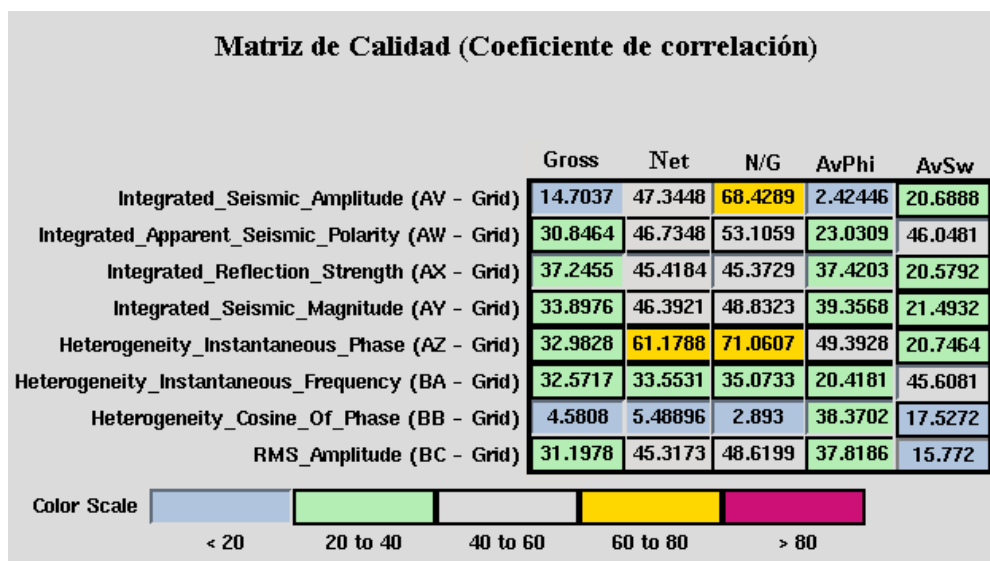 Matriz de Calidad (Coeficiente de correlación)
Gross Net N/G AvPhi AvSw
Integrated_Seismic_Amplitude (AV - Grid) 14.7037 47.3448 68.4289 2.42446 20.6888
Integrated_Apparent_Seismic_Polarity (AW - Grid) 30.8464 46.7348 53.1059 23.0309 46.0481
Integrated_Reflection_Strength (AX - Grid) 37.2455 45.4184 45.3729 37.4203 20.5792
Integrated_Seismic_Magnitude (AY - Grid) 33.8976 46.3921 48.8323 39.3568 21.4932
Heterogeneity_Instantaneous_Phase (AZ - Grid) 32.9828 61.1788 71.0607 49.3928 20.7464
Heterogeneity_Instantaneous_Frequency (BA - Grid) 32.5717 33.5531 35.0733 20.4181 45.6081
Heterogeneity_Cosine_Of_Phase (BB - Grid) 4.5808 5.48896 2.893 38.3702 17.5272
RMS_Amplitude (BC - Grid) 31.1978 45.3173 48.6199 37.8186 15.772
Color Scale
< 20 20 to 40 40 to 60 60 to 80 > 80